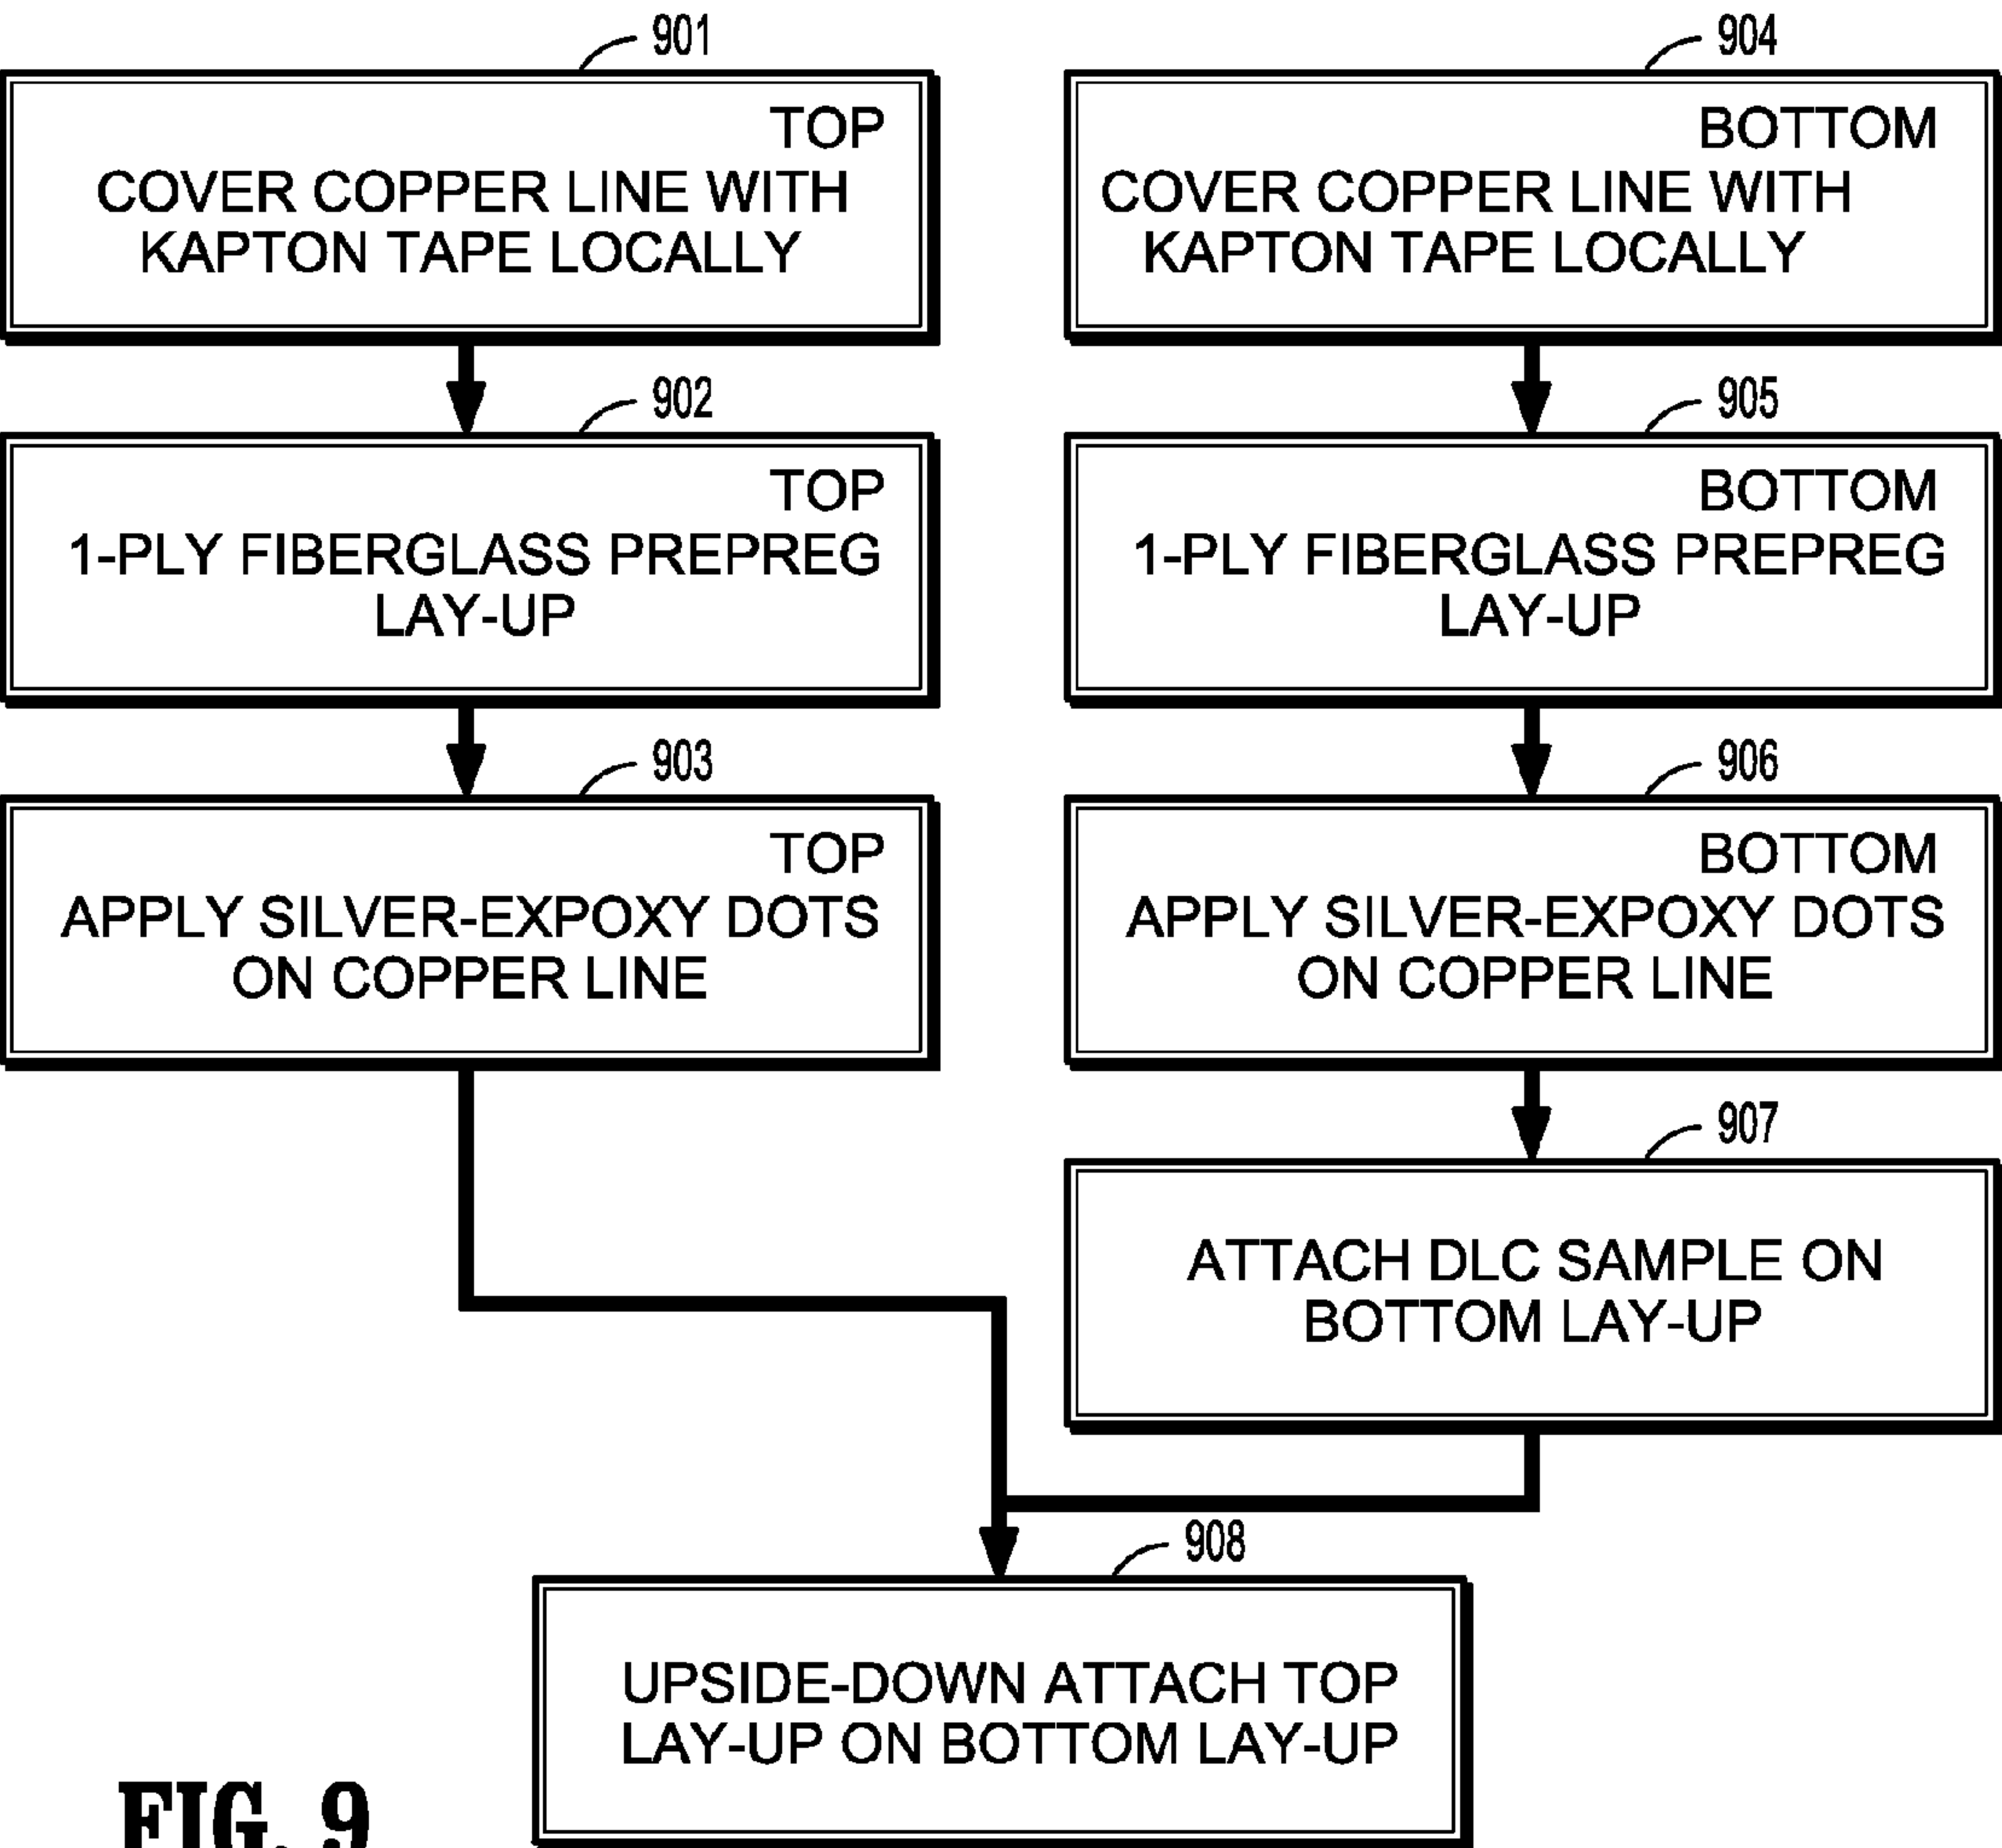 901
TOP
COVER COPPER LINE WITH
KAPTON TAPE LOCALLY
902
TOP
1-PLY FIBERGLASS PREPREG
LAY-UP
903
TOP
APPLY SILVER-EXPOXY DOTS
ON COPPER LINE
904
BOTTOM
COVER COPPER LINE WITH
KAPTON TAPE LOCALLY
905
BOTTOM
1-PLY FIBERGLASS PREPREG
LAY-UP
906
BOTTOM
APPLY SILVER-EXPOXY DOTS
ON COPPER LINE
907
ATTACH DLC SAMPLE ON
BOTTOM LAY-UP
908
UPSIDE-DOWN ATTACH TOP
LAY-UP ON BOTTOM LAY-UP
FIG. 9